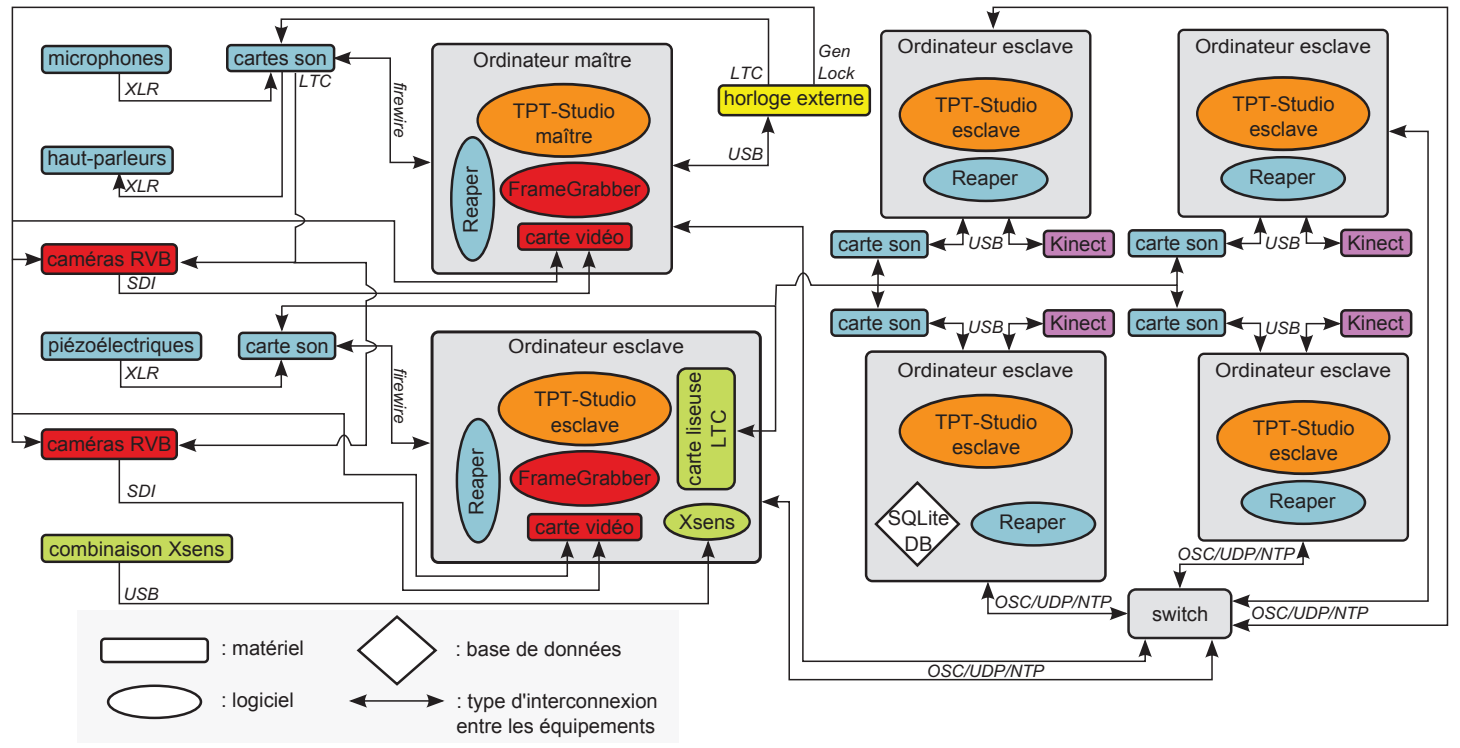 microphones
XLR
cartes son
LTC
haut-parleurs
XLR
caméras RVB
SDI
piézoélectriques
XLR
carte son
caméras RVB
SDI
combinaison Xsens
USB
firewire
Ordinateur maître
TPT-Studio
maître
Reaper
FrameGrabber
carte vidéo
LTC
Gen
Lock
horloge externe
USB
firewire
Ordinateur esclave
TPT-Studio
esclave
Reaper
FrameGrabber
carte vidéo
carte liseuse
LTC
Xsens
Ordinateur esclave
TPT-Studio
esclave
Reaper
carte son
USB
Kinect
Ordinateur esclave
TPT-Studio
esclave
Reaper
carte son
USB
Kinect
carte son
USB
Kinect
Ordinateur esclave
TPT-Studio
esclave
SQLite
DB
Reaper
carte son
USB
Kinect
Ordinateur esclave
TPT-Studio
esclave
Reaper
OSC/UDP/NTP
OSC/UDP/NTP
switch
OSC/UDP/NTP
OSC/UDP/NTP
: matériel
: base de données
: logiciel
: type d'interconnexion
entre les équipements